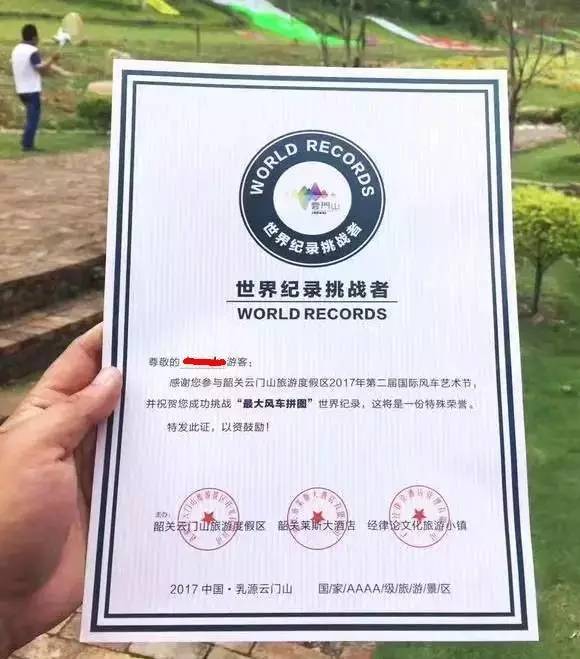 WORLD RECORDS
雲門山
世界纪录挑战者
世界纪录挑战者
WORLD RECORDS
尊敬的 游客：
感谢您参与韶关云门山旅游度假区2017年第二届国际风车艺术节，
并祝贺您成功挑战“最大风车拼图”世界纪录，这将是一份特殊荣誉。
特发此证，以资鼓励！
主办：
韶关云门山旅游度假区 韶关莱斯大酒店 经律论文化旅游小镇
2017 中国·乳源云门山 国/家/AAAA/级/旅/游/景/区